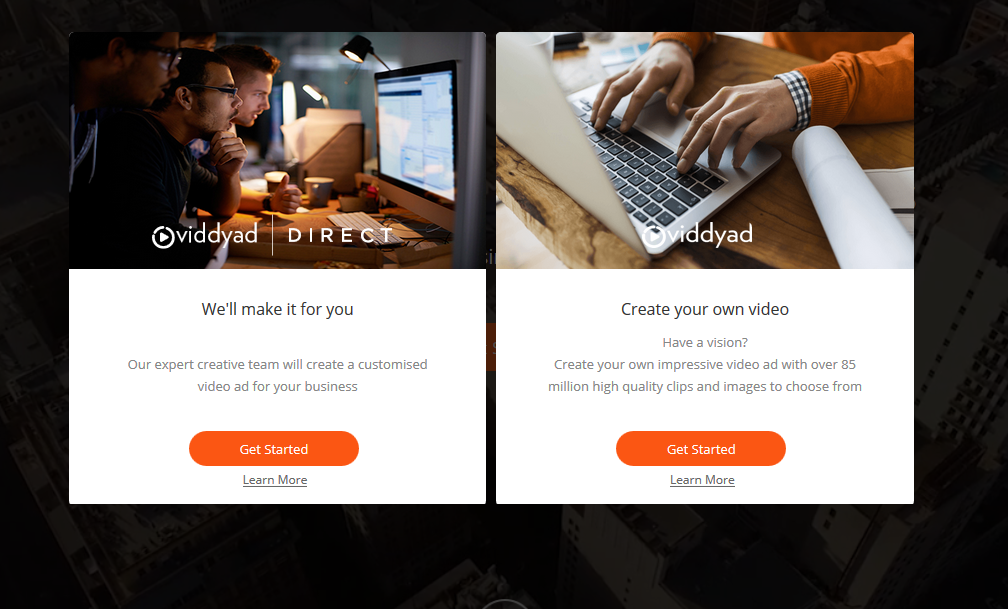 viddyad | DIRECT
We'll make it for you
Our expert creative team will create a customised
video ad for your business
Get Started
Learn More
viddyad
Create your own video
Have a vision?
Create your own impressive video ad with over 85
million high quality clips and images to choose from
Get Started
Learn More